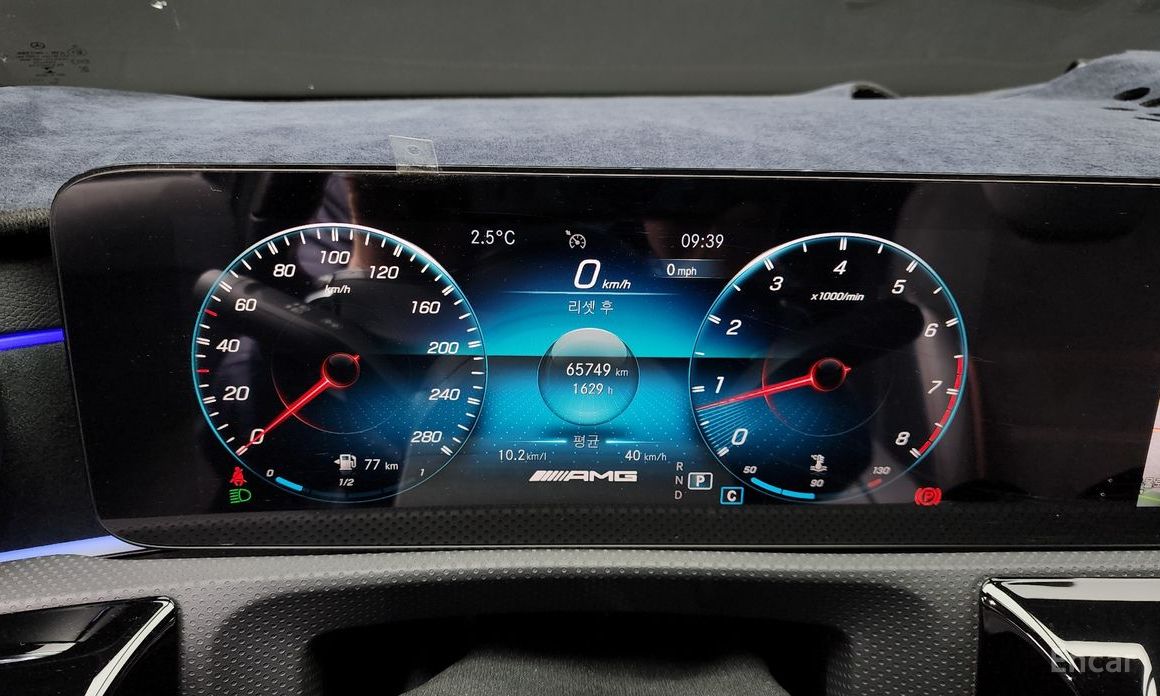 2.5°C
09:39
0 km/h
0 mph
리셋 후
65749 km
1629 h
평균
10.2km/l 40 km/h
AMG
0 20 40 60 80 100 120 160 200 240 280
km/h
77 km
0 1/2 1
R
N
D
P
C
0 1 2 3 4 5 6 7 8
x1000/min
50 90 130
P
Encar